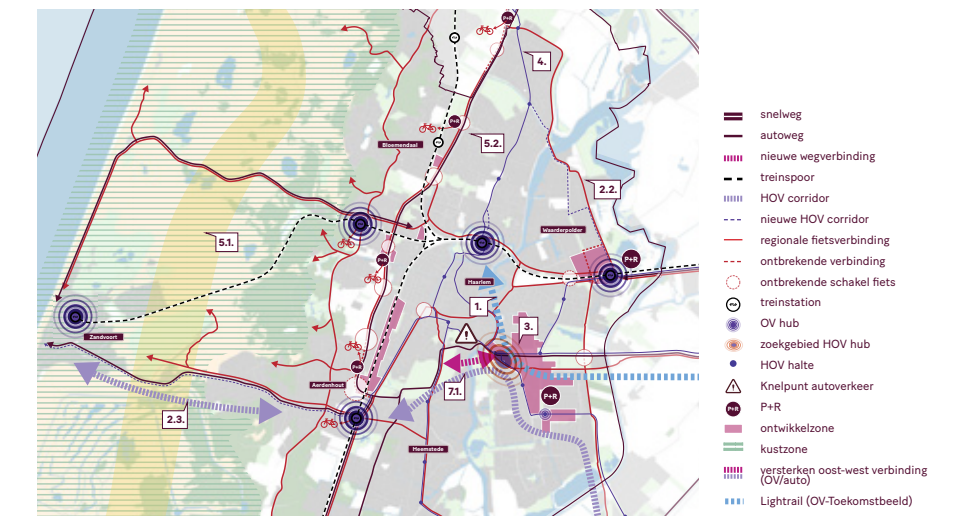 P+R
4.
P+R
5.2.
Bloemendaal
2.2.
Waarderpolder
5.1.
P+R
P+R
Haarlem
1.
3.
Zandvoort
P+R
Aerdenhout
7.1.
P+R
2.3.
Heemstede
snelweg
autoweg
nieuwe wegverbinding
treinspoor
HOV corridor
nieuwe HOV corridor
regionale fietsverbinding
ontbrekende verbinding
ontbrekende schakel fiets
treinstation
OV hub
zoekgebied HOV hub
HOV halte
Knelpunt autoverkeer
P+R
P+R
ontwikkelzone
kustzone
versterken oost-west verbinding
(OV/auto)
Lightrail (OV-Toekomstbeeld)